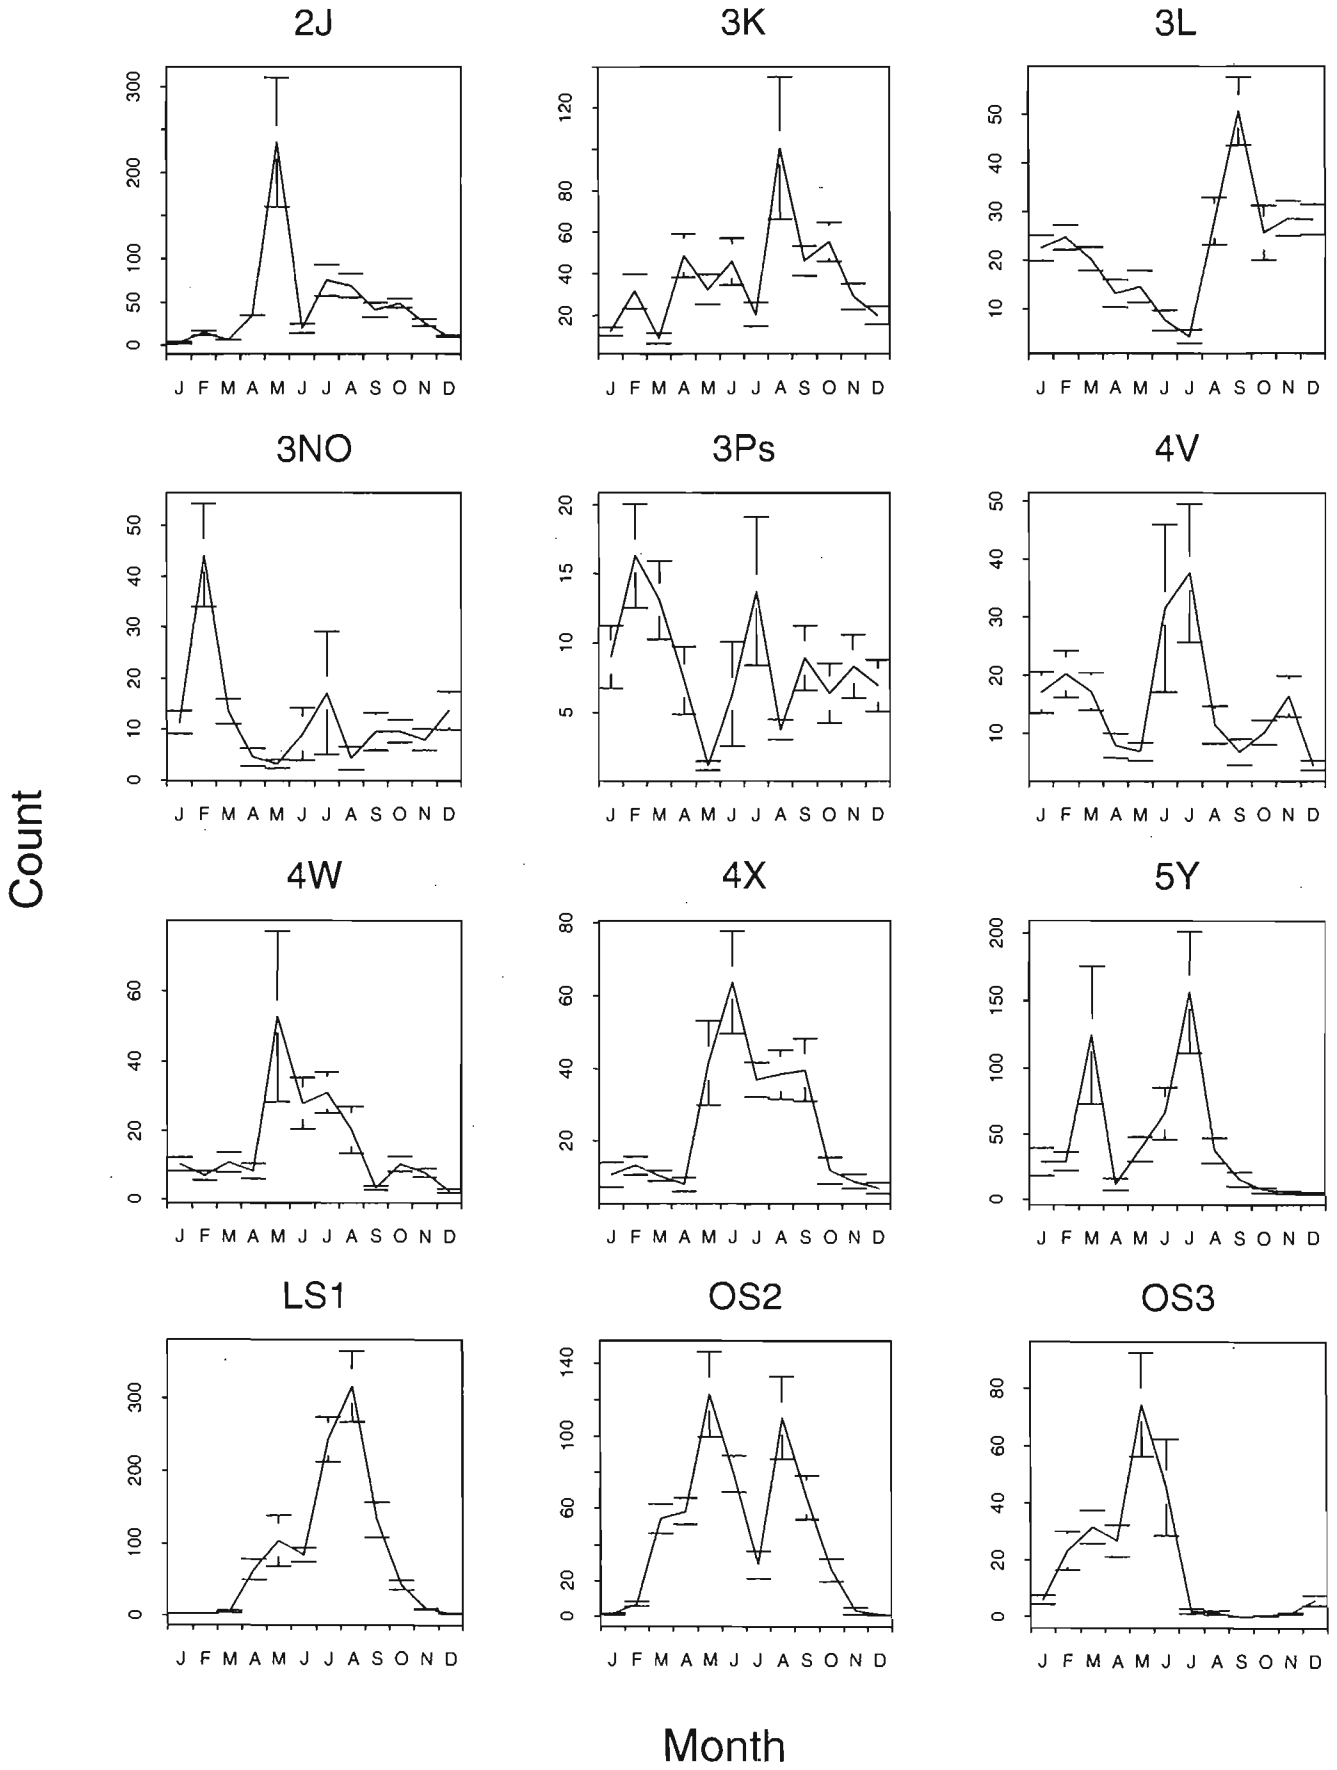 2J 3K 3L
300 200 100 50 0
120 80 60 40 20
50 40 30 20 10
J F M A M J J A S O N D J F M A M J J A S O N D J F M A M J J A S O N D
3NO 3Ps 4V
50 40 30 20 10 0
20 15 10 5
50 40 30 20 10
J F M A M J J A S O N D J F M A M J J A S O N D J F M A M J J A S O N D
Count
4W 4X 5Y
60 40 20 0
80 60 40 20
200 150 100 50 0
J F M A M J J A S O N D J F M A M J J A S O N D J F M A M J J A S O N D
LS1 OS2 OS3
300 200 100 0
140 100 60 20 0
80 60 40 20 0
J F M A M J J A S O N D J F M A M J J A S O N D J F M A M J J A S O N D
Month